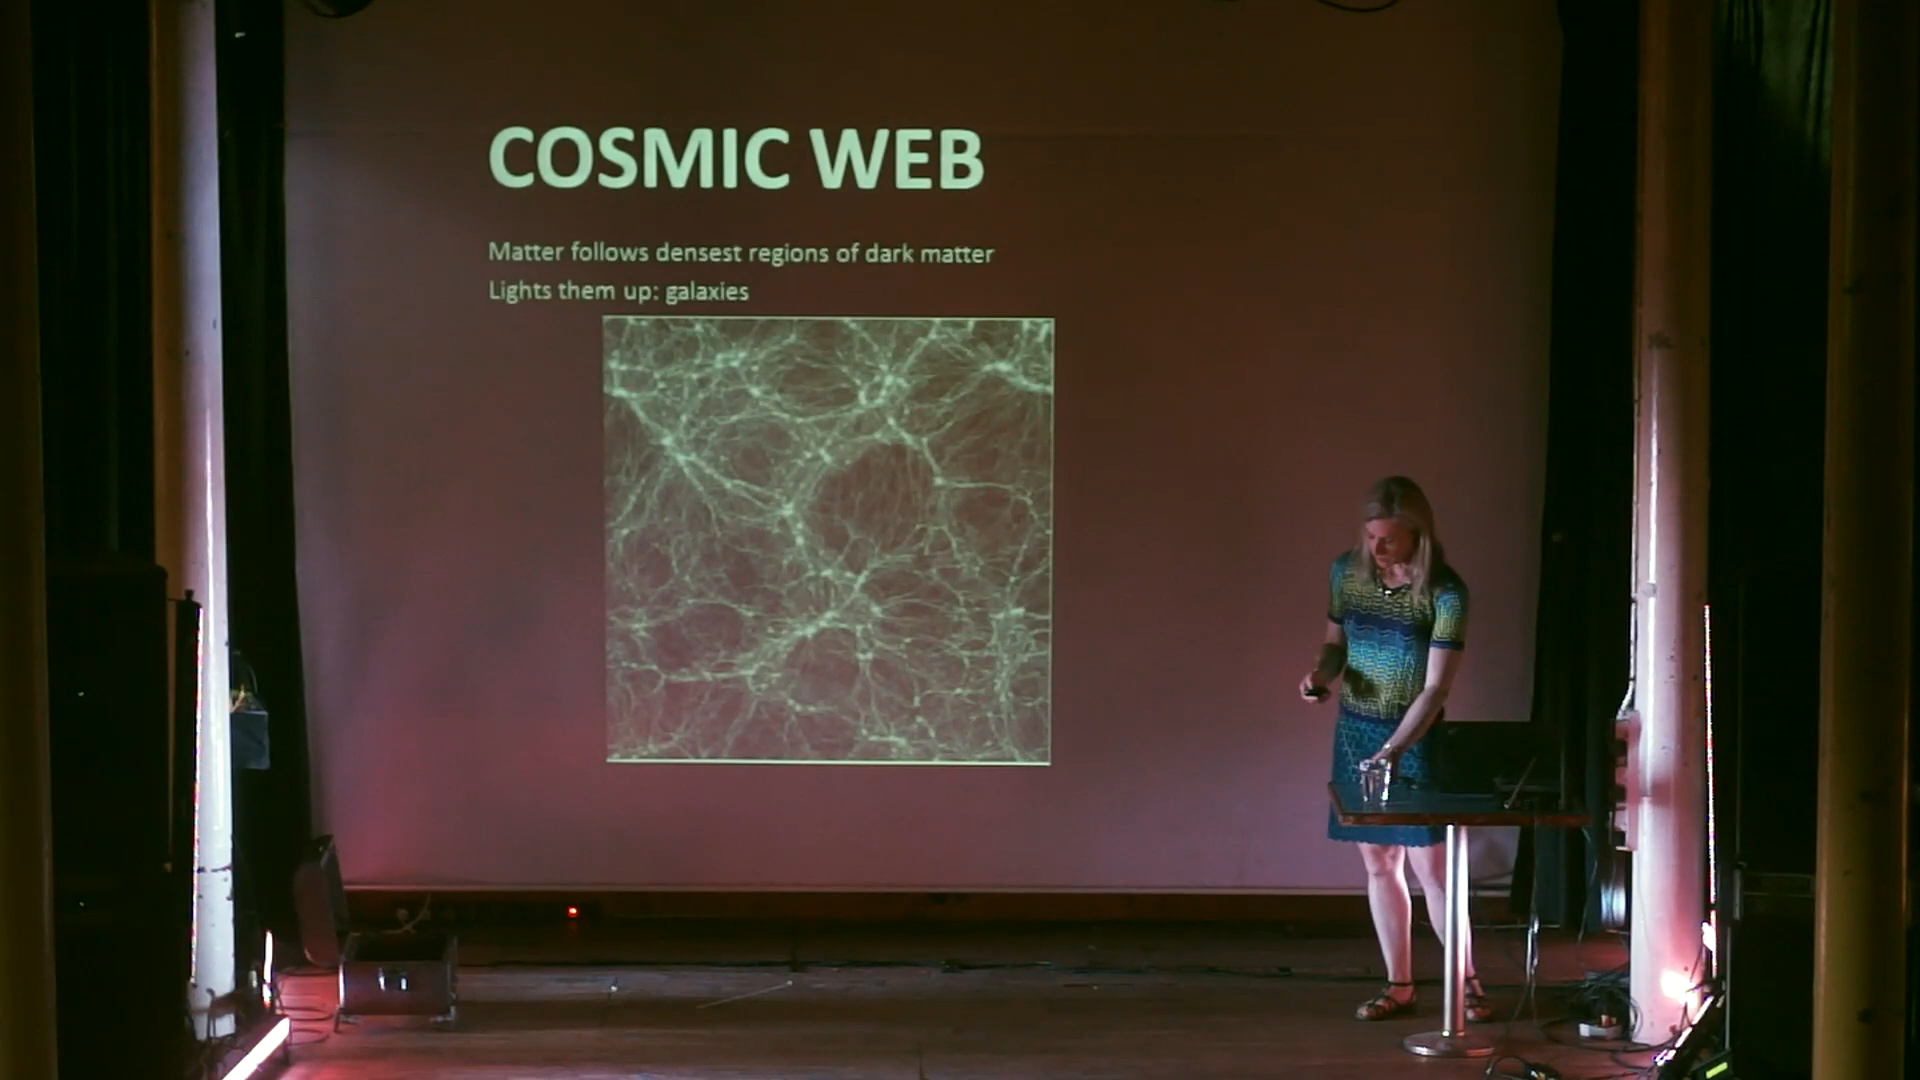 COSMIC WEB
Matter follows densest regions of dark matter
Lights them up: galaxies